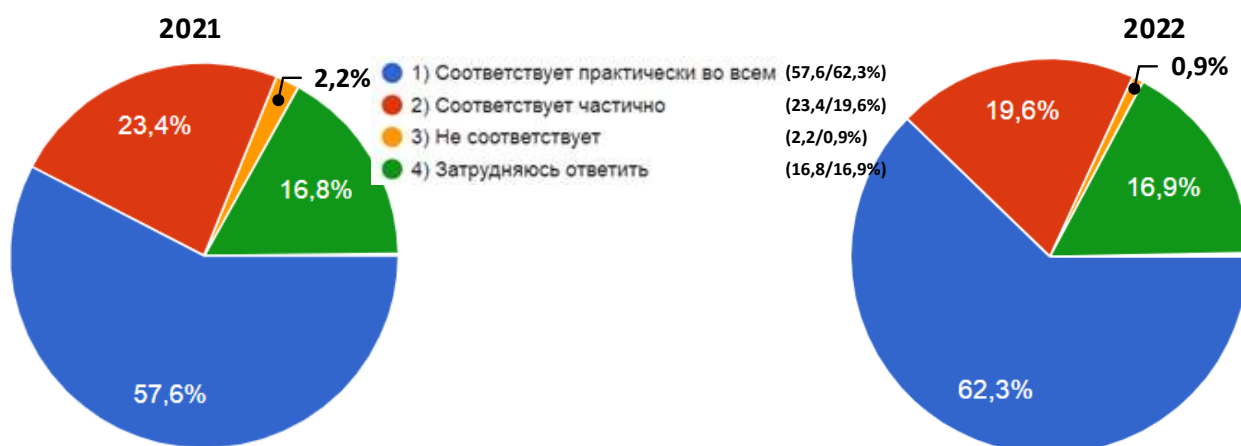 2021
2,2%
23,4%
16,8%
57,6%
1) Соответствует практически во всем (57,6/62,3%)
2) Соответствует частично (23,4/19,6%)
3) Не соответствует (2,2/0,9%)
4) Затрудняюсь ответить (16,8/16,9%)
2022
0,9%
19,6%
16,9%
62,3%